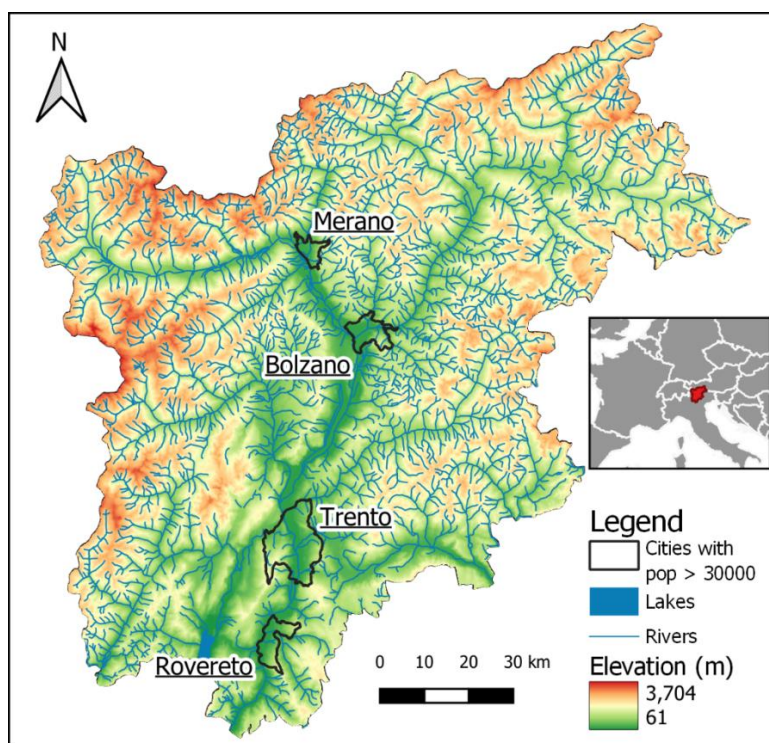 N
Merano
Bolzano
Trento
Rovereto
0 10 20 30 km
Legend
Cities with
pop > 30000
Lakes
Rivers
Elevation (m)
3,704
61